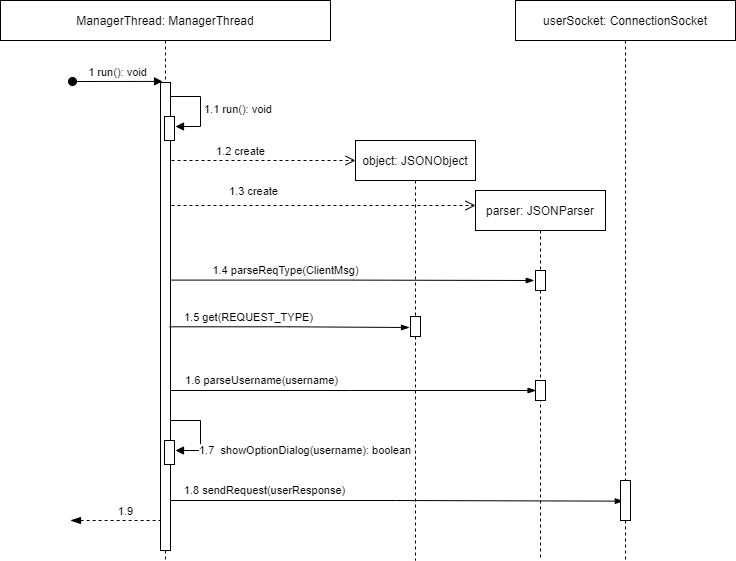 ManagerThread: ManagerThread
userSocket: ConnectionSocket
1 run(): void
1.1 run(): void
1.2 create
object: JSONObject
1.3 create
parser: JSONParser
1.4 parseReqType(ClientMsg)
1.5 get(REQUEST_TYPE)
1.6 parseUsername(username)
1.7 showOptionDialog(username): boolean
1.8 sendRequest(userResponse)
1.9